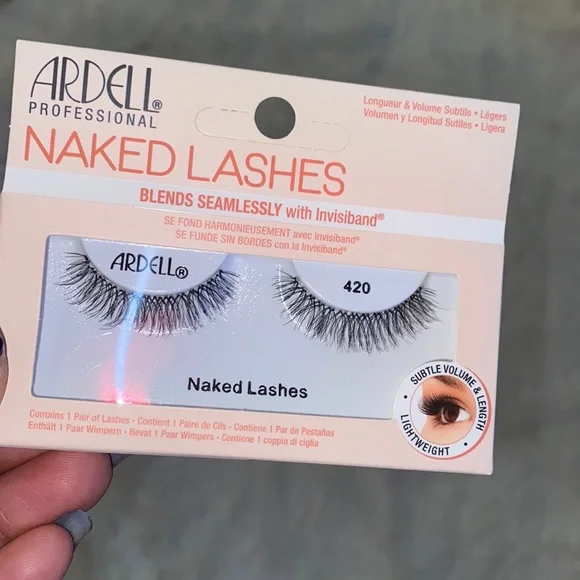 ARDELL®
PROFESSIONAL
NAKED LASHES
Longueur & Volume Subtils • Légers
Volumen y Longitud Sutiles • Ligera
BLENDS SEAMLESSLY with Invisiband®
SE FOND HARMONIEUSEMENT avec Invisiband®
SE FUNDE SIN BORDES con la Invisiband®
ARDELL®
420
Naked Lashes
SUBTLE VOLUME & LENGTH
• LIGHTWEIGHT •
Contains 1 Pair of Lashes • Contient 1 Paire de Cils • Contiene 1 Par de Pestañas
Enthält 1 Paar Wimpern • Bevat 1 Paar Wimpers • Contiene 1 coppia di ciglia